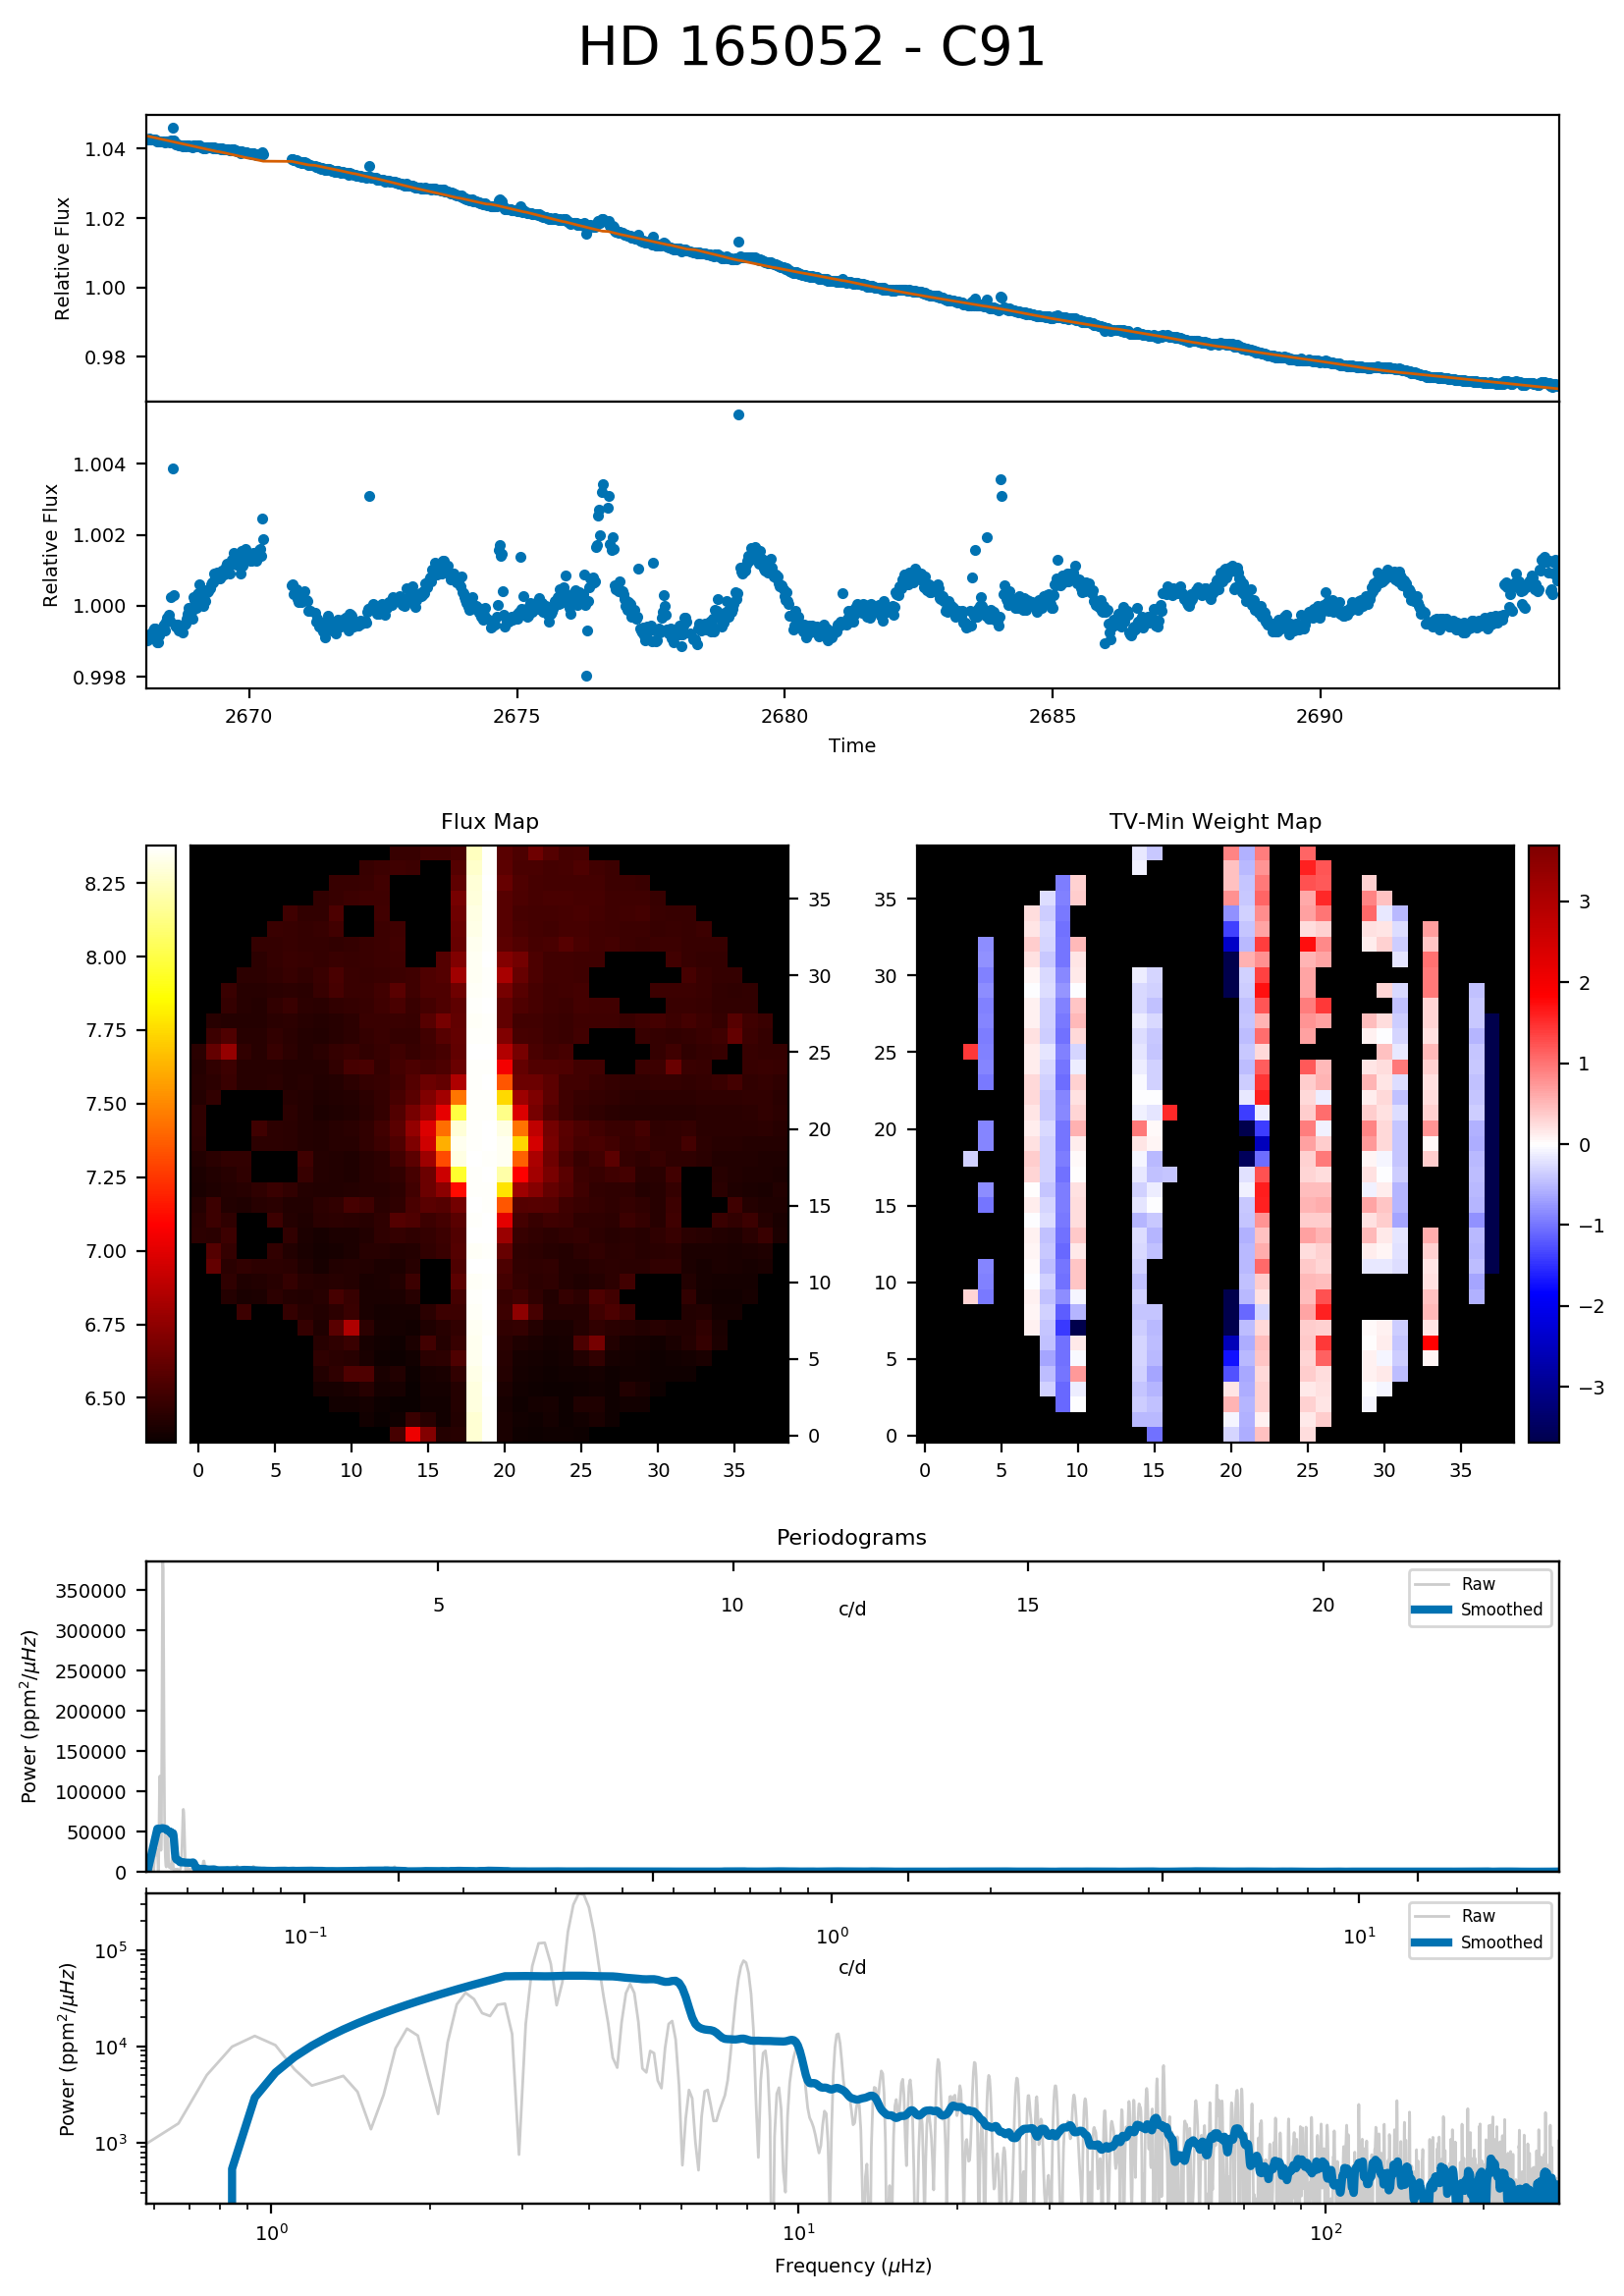 HD 165052 - C91
1.04
1.02
1.00
0.98
Relative Flux
1.004
1.002
1.000
0.998
Relative Flux
2670 2675 2680 2685 2690
Time
Flux Map
8.25
8.00
7.75
7.50
7.25
7.00
6.75
6.50
35
30
25
20
15
10
5
0
0 5 10 15 20 25 30 35
TV-Min Weight Map
35
30
25
20
15
10
5
0
0 5 10 15 20 25 30 35
3
2
1
0
−1
−2
−3
Periodograms
350000
300000
250000
200000
150000
100000
50000
0
Power (ppm²/μHz)
5 10 15 20
c/d
Raw
Smoothed
10⁵
10⁴
10³
Power (ppm²/μHz)
10⁻¹ 10⁰ 10¹
c/d
Raw
Smoothed
10⁰ 10¹ 10²
Frequency (μHz)